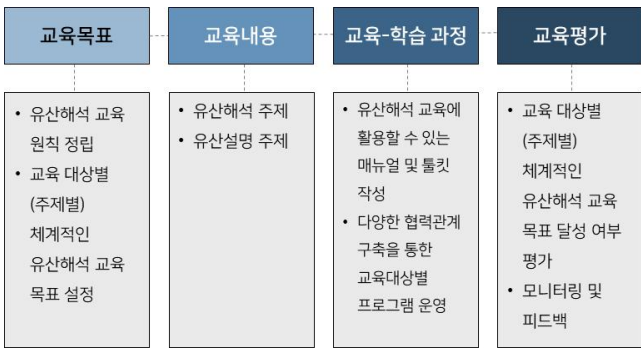 교육목표
교육내용
교육-학습 과정
교육평가
• 유산해석 교육
원칙 정립
• 교육 대상별
(주제별)
체계적인
유산해석 교육
목표 설정
• 유산해석 주제
• 유산설명 주제
• 유산해석 교육에
활용할 수 있는
매뉴얼 및 툴킷
작성
• 다양한 협력관계
구축을 통한
교육대상별
프로그램 운영
• 교육 대상별
(주제별)
체계적인
유산해석 교육
목표 달성 여부
평가
• 모니터링 및
피드백